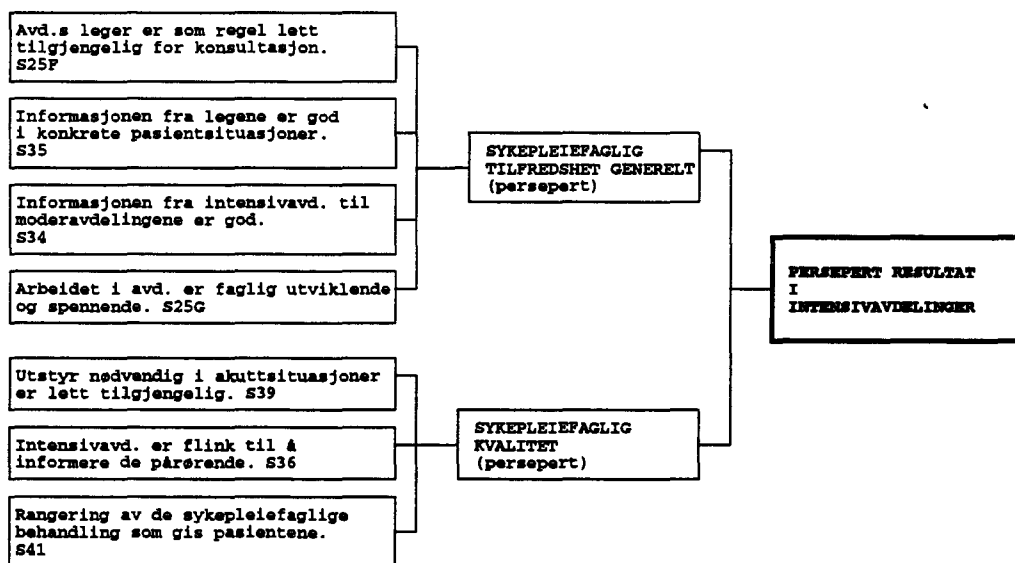 Avd.s leger er som regel lett
tilgjengelig for konsultasjon.
S25F
Informasjonen fra legene er god
i konkrete pasientsituasjoner.
S35
Informasjonen fra intensivavd. til
moderavdelingene er god.
S34
Arbeidet i avd. er faglig utviklende
og spennende. S25G
SYKEPLEIEFAGLIG
TILFREDSHET GENERELT
(persepert)
Utstyr nødvendig i akuttsituasjoner
er lett tilgjengelig. S39
Intensivavd. er flink til å
informere de pårørende. S36
Rangering av de sykepleiefaglige
behandling som gis pasientene.
S41
SYKEPLEIEFAGLIG
KVALITET
(persepert)
PERSEPERT RESULTAT
I
INTENSIVAVDELINGER